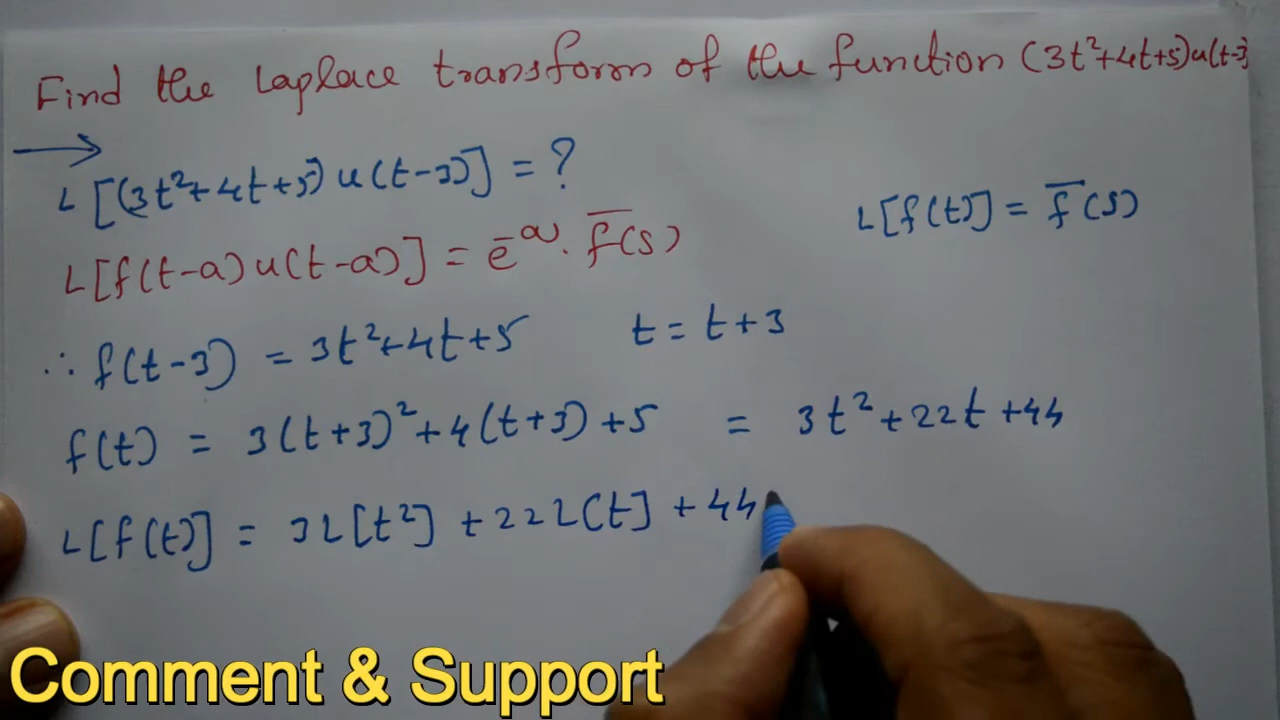 Find the Laplace transform of the function (3t²+4t+5)u(t-3)
L[(3t²+4t+5) u(t-3)] = ?
L[f(t)] = f̅(s)
L[f(t-a) u(t-a)] = e⁻ᵃˢ. f̅(s)
∴ f(t-3) = 3t²+4t+5 t = t+3
f(t) = 3(t+3)²+4(t+3)+5 = 3t²+22t+44
L[f(t)] = 3L[t²] + 22L[t] + 44
Comment & Support